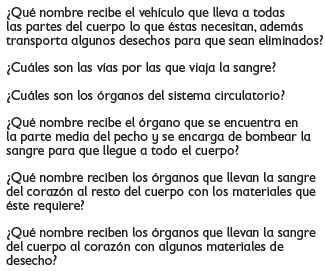 ¿Qué nombre recibe el vehículo que lleva a todas
las partes del cuerpo lo que éstas necesitan, además
transporta algunos desechos para que sean eliminados?
¿Cuáles son las vías por las que viaja la sangre?
¿Cuáles son los órganos del sistema circulatorio?
¿Qué nombre recibe el órgano que se encuentra en
la parte media del pecho y se encarga de bombear la
sangre para que llegue a todo el cuerpo?
¿Qué nombre reciben los órganos que llevan la sangre
del corazón al resto del cuerpo con los materiales que
éste requiere?
¿Qué nombre reciben los órganos que llevan la sangre
del cuerpo al corazón con algunos materiales de
desecho?